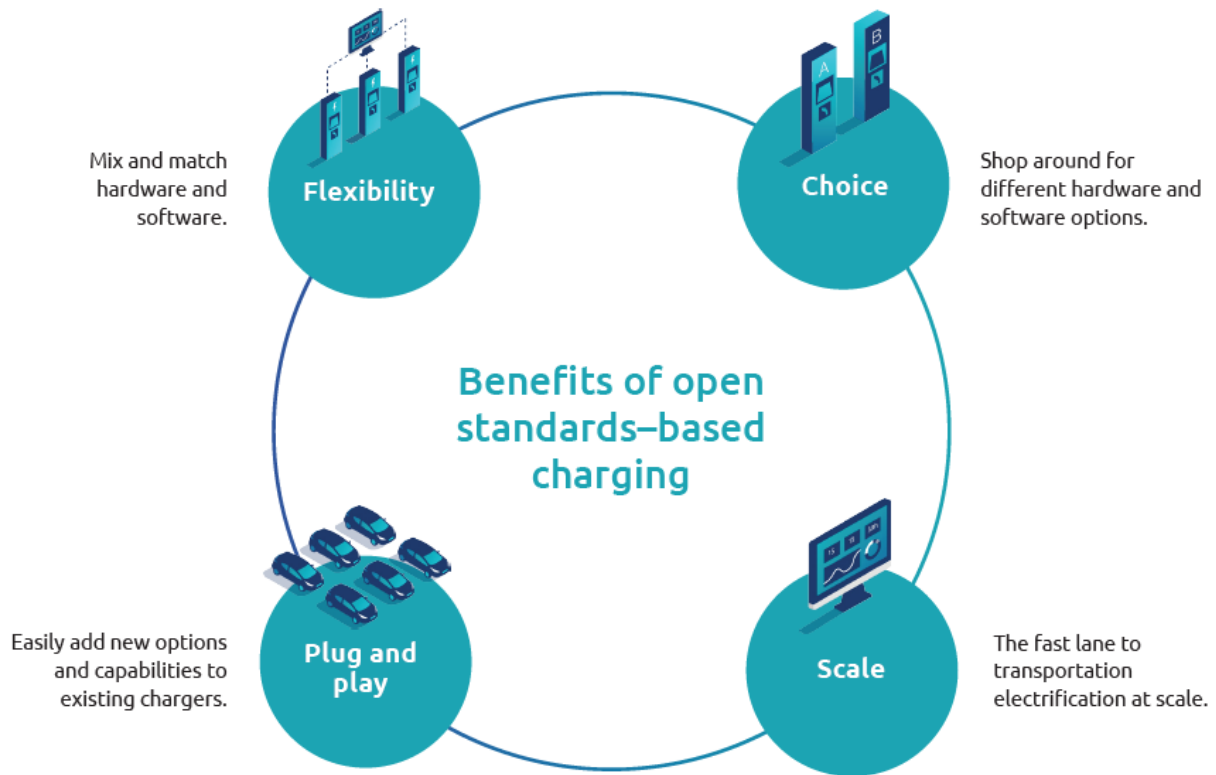 Flexibility
Mix and match
hardware and
software.
A
B
Choice
Shop around for
different hardware and
software options.
Benefits of open
standards–based
charging
Plug and
play
Easily add new options
and capabilities to
existing chargers.
Scale
The fast lane to
transportation
electrification at scale.